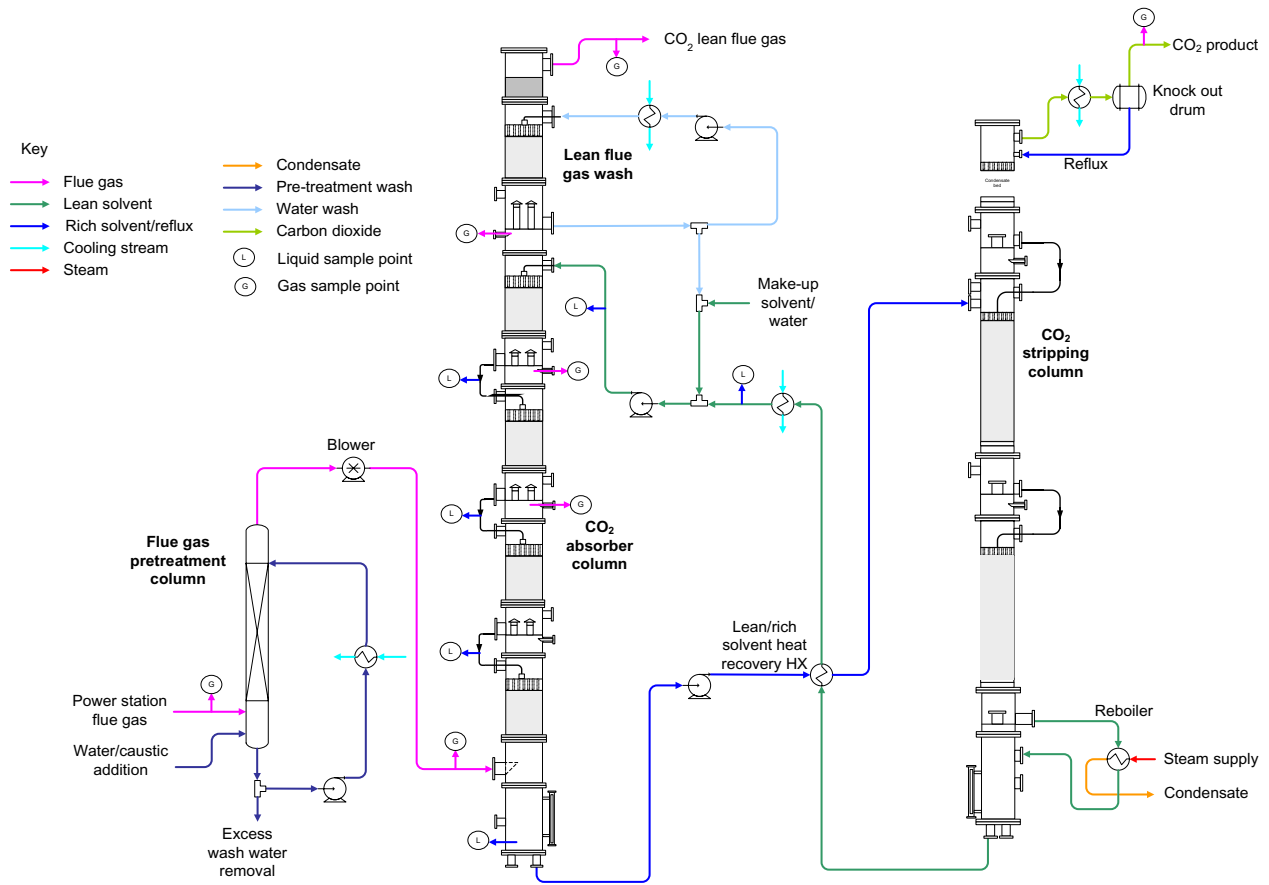 CO2 lean flue gas
G
G
CO2 product
Knock out
drum
Reflux
Condensate
bed
Key
Flue gas
Lean solvent
Rich solvent/reflux
Cooling stream
Steam
Condensate
Pre-treatment wash
Water wash
Carbon dioxide
L
Liquid sample point
G
Gas sample point
Lean flue
gas wash
G
L
Make-up
solvent/
water
CO2
stripping
column
L
G
L
Blower
L
G
CO2
absorber
column
Flue gas
pretreatment
column
L
Lean/rich
solvent heat
recovery HX
G
Power station
flue gas
Water/caustic
addition
G
Reboiler
Steam supply
Condensate
L
Excess
wash water
removal